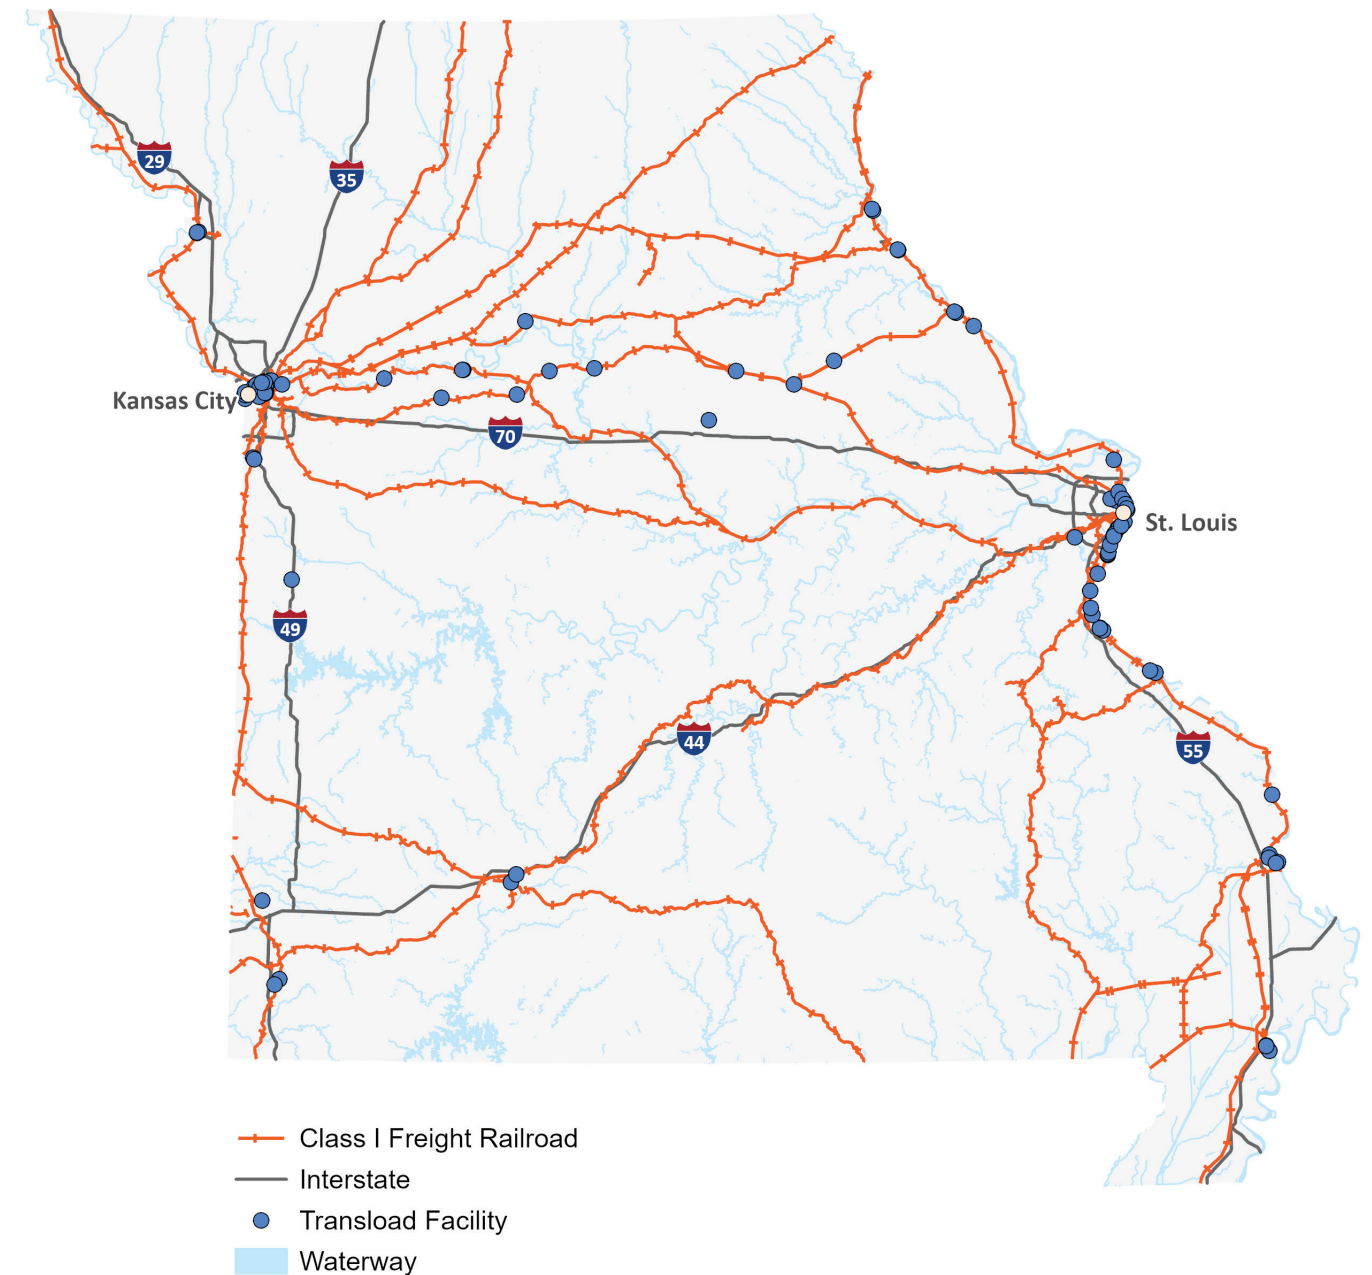 29
35
Kansas City
70
St. Louis
49
44
55
Class I Freight Railroad
Interstate
Transload Facility
Waterway